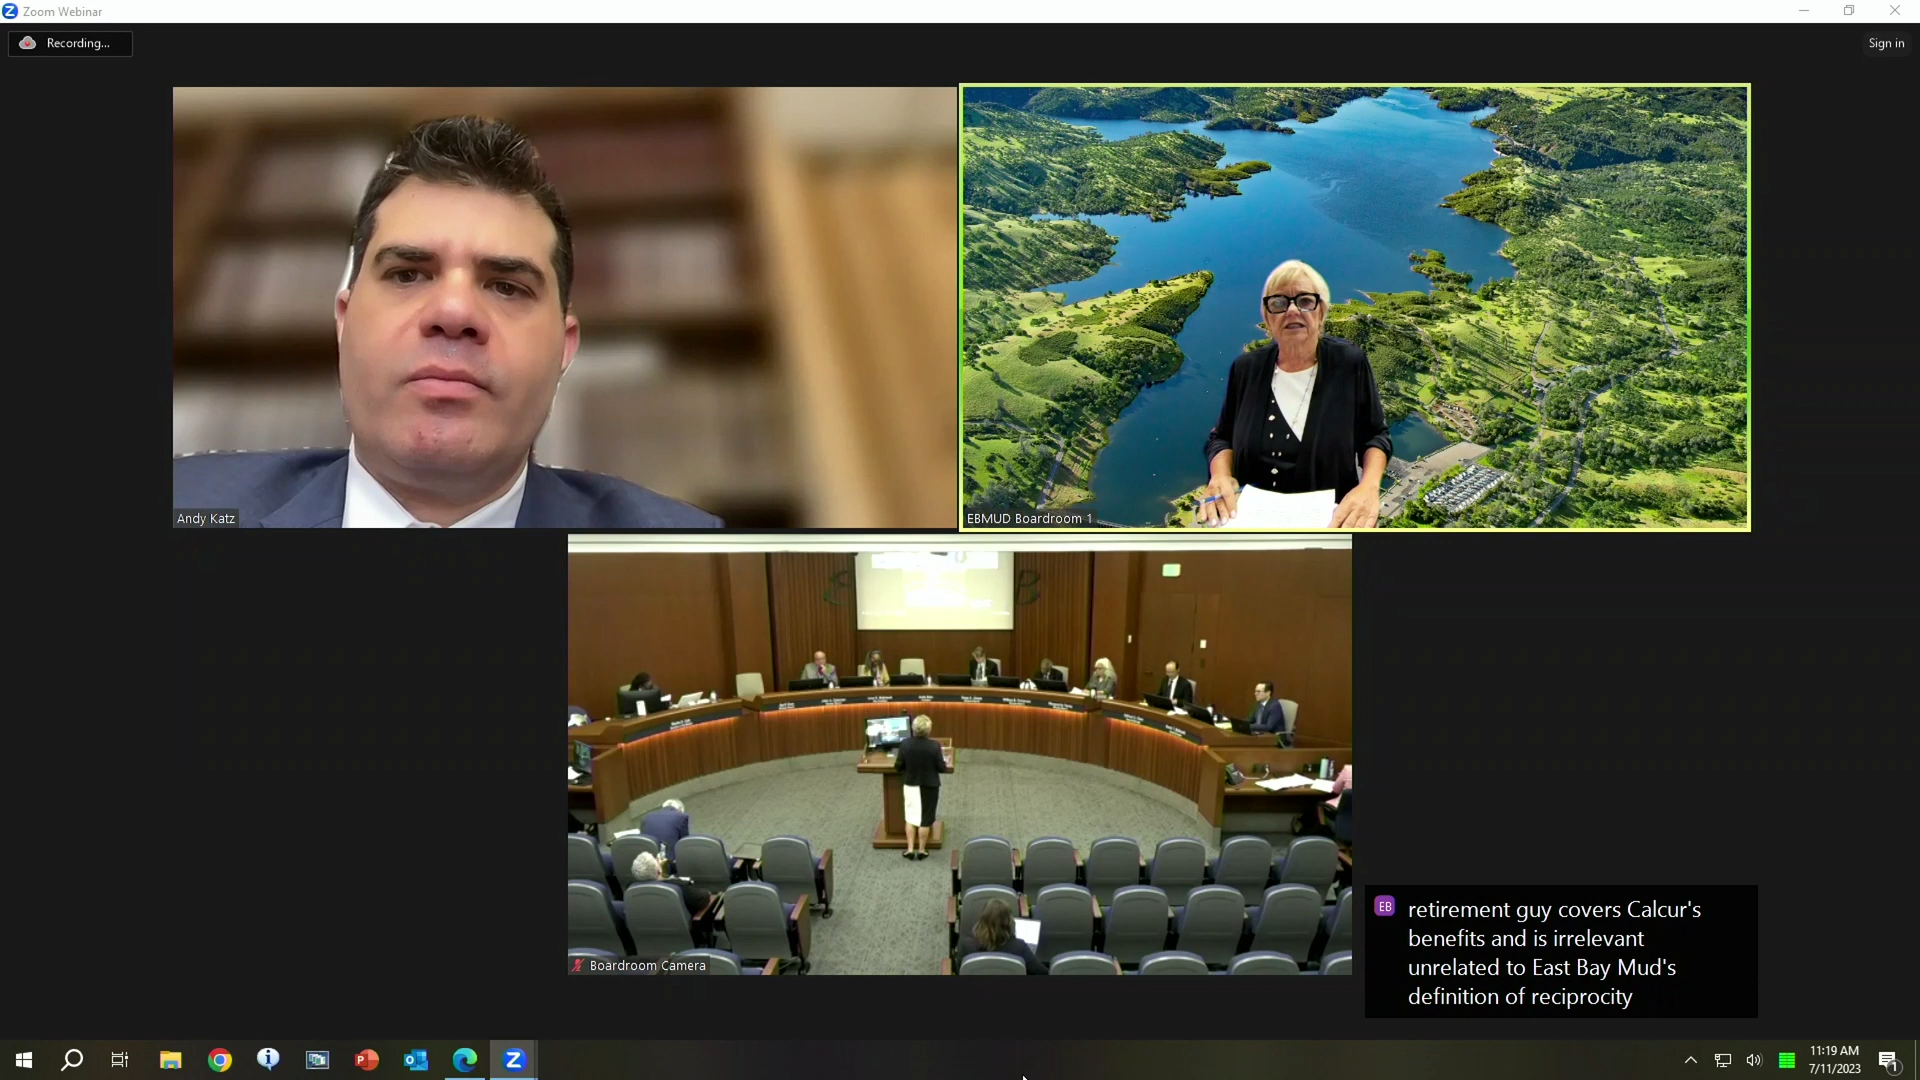 Zoom Webinar
Recording...
Sign in
Andy Katz
EBMUD Boardroom 1
Boardroom Camera
EB
retirement guy covers Calcur's
benefits and is irrelevant
unrelated to East Bay Mud's
definition of reciprocity
11:19 AM
7/11/2023
1